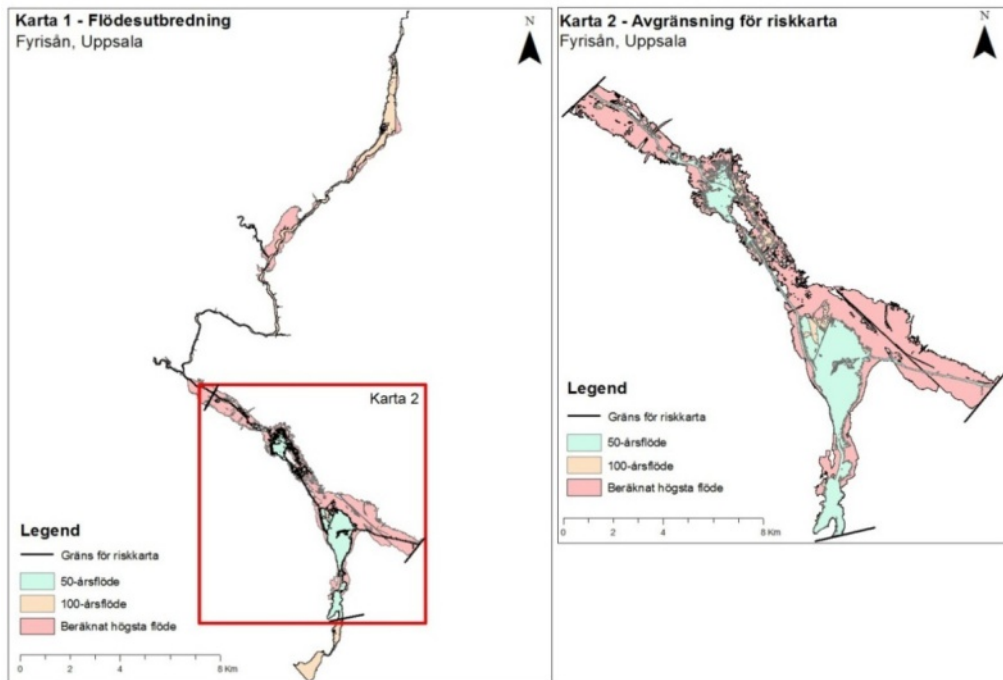 Karta 1 - Flödesutbredning
Fyrisån, Uppsala
N
Karta 2
Legend
Gräns för riskkarta
50-årsflöde
100-årsflöde
Beräknat högsta flöde
0 2 4 8 Km
Karta 2 - Avgränsning för riskkarta
Fyrisån, Uppsala
N
Legend
Gräns för riskkarta
50-årsflöde
100-årsflöde
Beräknat högsta flöde
0 2 4 8 Km